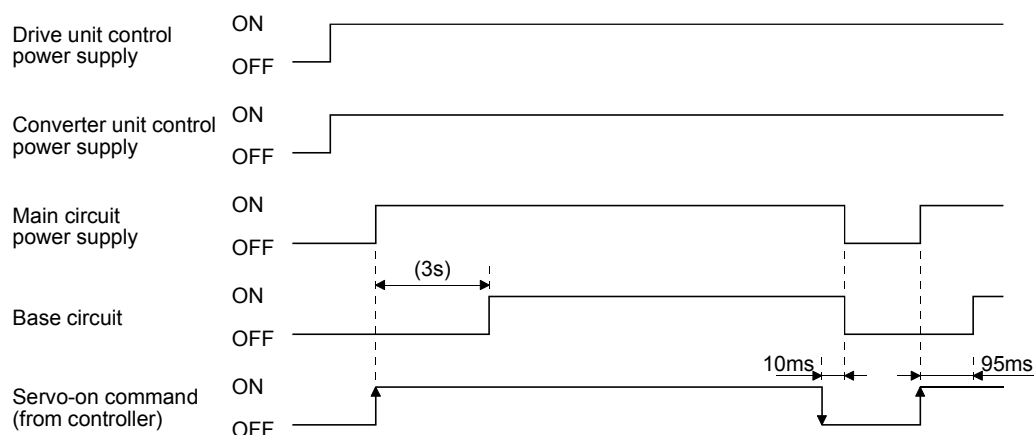 Drive unit control
power supply
ON
OFF
Converter unit control
power supply
ON
OFF
Main circuit
power supply
ON
OFF
(3s)
Base circuit
ON
OFF
10ms
95ms
Servo-on command
(from controller)
ON
OFF